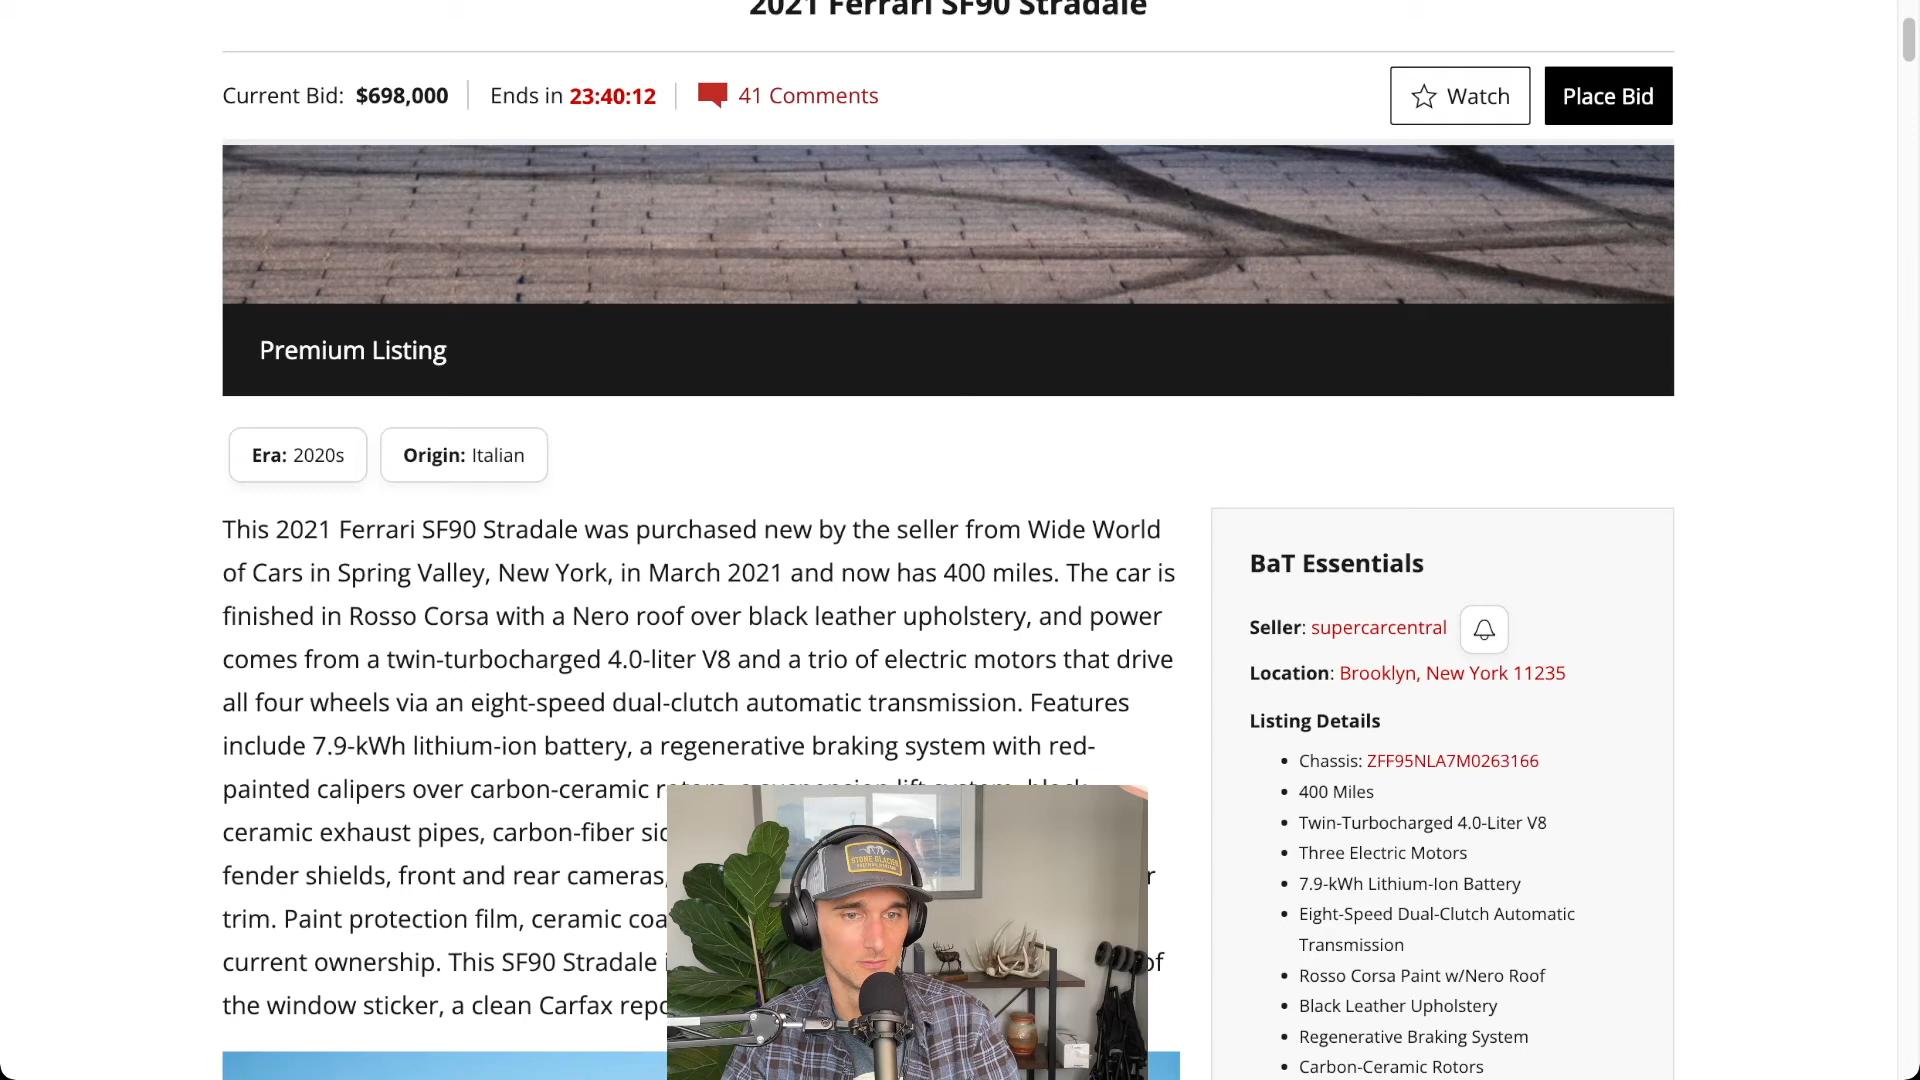 2021 Ferrari SF90 Stradale
Current Bid: $698,000
Ends in 23:40:12
41 Comments
Watch
Place Bid
Premium Listing
Era: 2020s
Origin: Italian
This 2021 Ferrari SF90 Stradale was purchased new by the seller from Wide World
of Cars in Spring Valley, New York, in March 2021 and now has 400 miles. The car is
finished in Rosso Corsa with a Nero roof over black leather upholstery, and power
comes from a twin-turbocharged 4.0-liter V8 and a trio of electric motors that drive
all four wheels via an eight-speed dual-clutch automatic transmission. Features
include 7.9-kWh lithium-ion battery, a regenerative braking system with red-
painted calipers over carbon-ceramic rotors, a suspension lift system, black
ceramic exhaust pipes, carbon-fiber
fender shields, front and rear cameras,
trim. Paint protection film, ceramic
current ownership. This SF90 Stradale of
the window sticker, a clean Carfax
BaT Essentials
Seller: supercarcentral
Location: Brooklyn, New York 11235
Listing Details
Chassis: ZFF95NLA7M0263166
400 Miles
Twin-Turbocharged 4.0-Liter V8
Three Electric Motors
7.9-kWh Lithium-Ion Battery
Eight-Speed Dual-Clutch Automatic
Transmission
Rosso Corsa Paint w/Nero Roof
Black Leather Upholstery
Regenerative Braking System
Carbon-Ceramic Rotors
STONE GLACIER